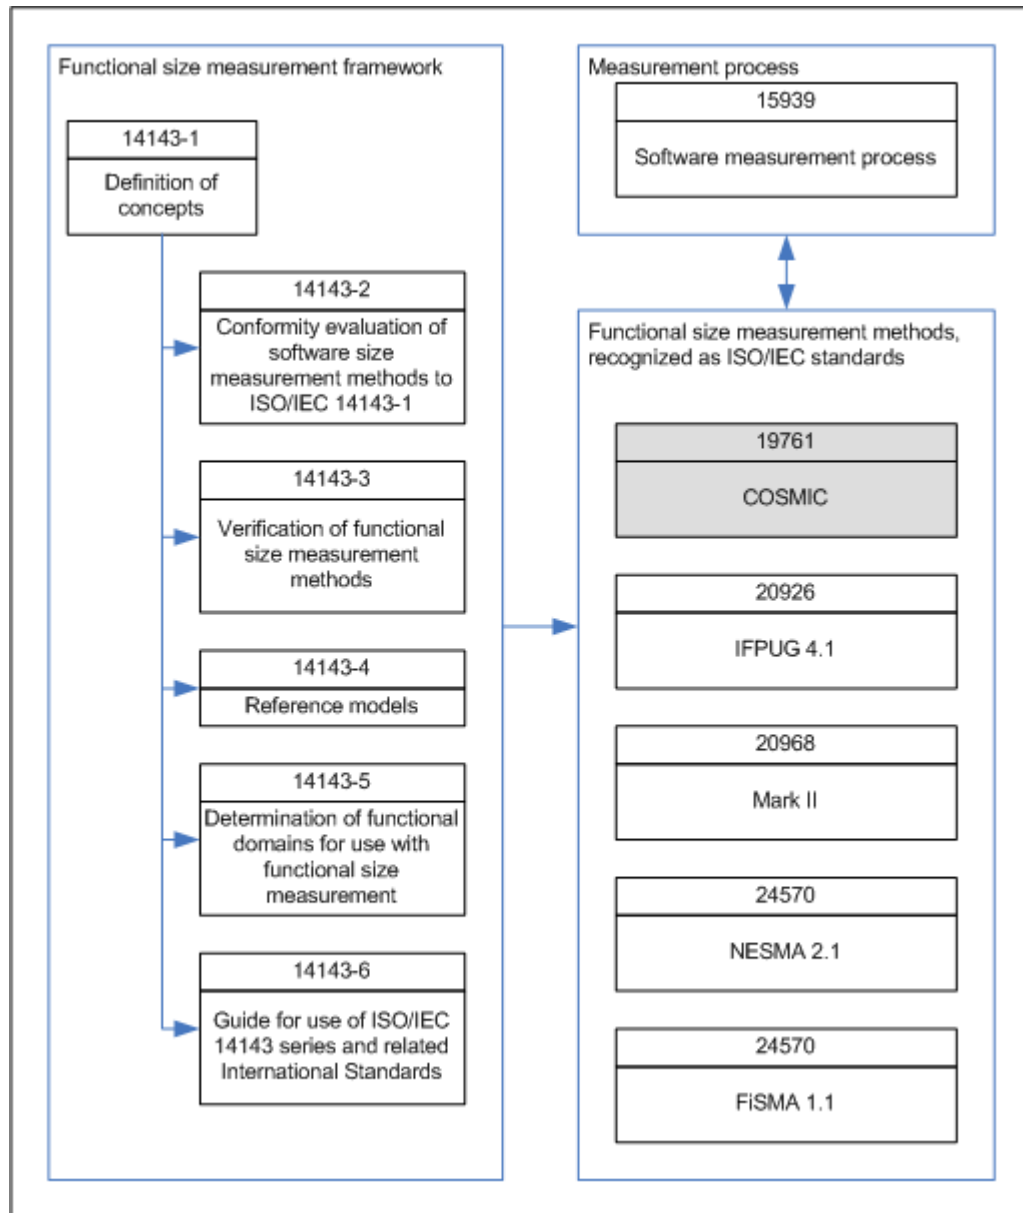 Functional size measurement framework
14143-1
Definition of
concepts
14143-2
Conformity evaluation of
software size
measurement methods to
ISO/IEC 14143-1
14143-3
Verification of functional
size measurement
methods
14143-4
Reference models
14143-5
Determination of functional
domains for use with
functional size
measurement
14143-6
Guide for use of ISO/IEC
14143 series and related
International Standards
Measurement process
15939
Software measurement process
Functional size measurement methods,
recognized as ISO/IEC standards
19761
COSMIC
20926
IFPUG 4.1
20968
Mark II
24570
NESMA 2.1
24570
FiSMA 1.1